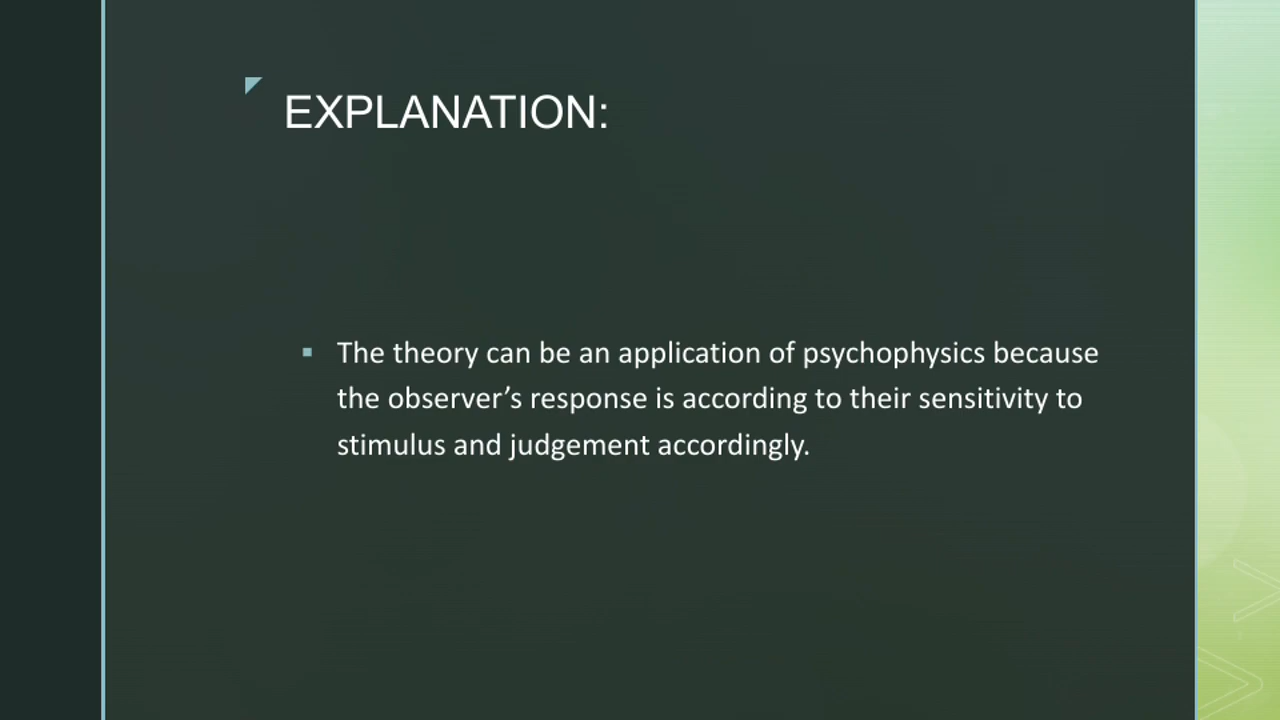 EXPLANATION:
The theory can be an application of psychophysics because
the observer’s response is according to their sensitivity to
stimulus and judgement accordingly.